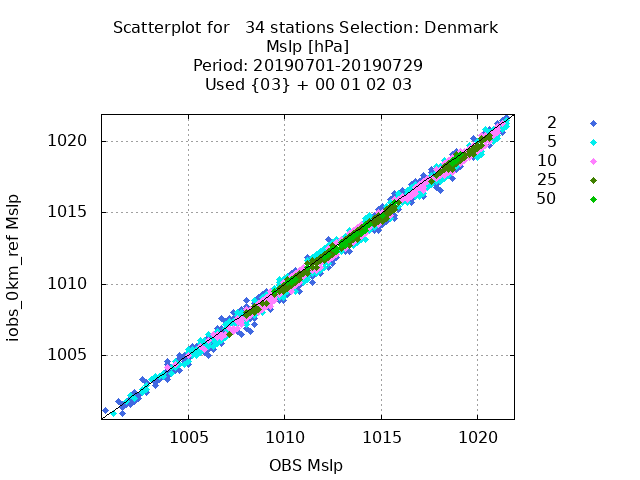 Scatterplot for   34 stations Selection: Denmark
Mslp [hPa]
Period: 20190701-20190729
Used {03} + 00 01 02 03
1020
1015
1010
1005
iobs_0km_ref Mslp
2
5
10
25
50
1005 1010 1015 1020
OBS Mslp